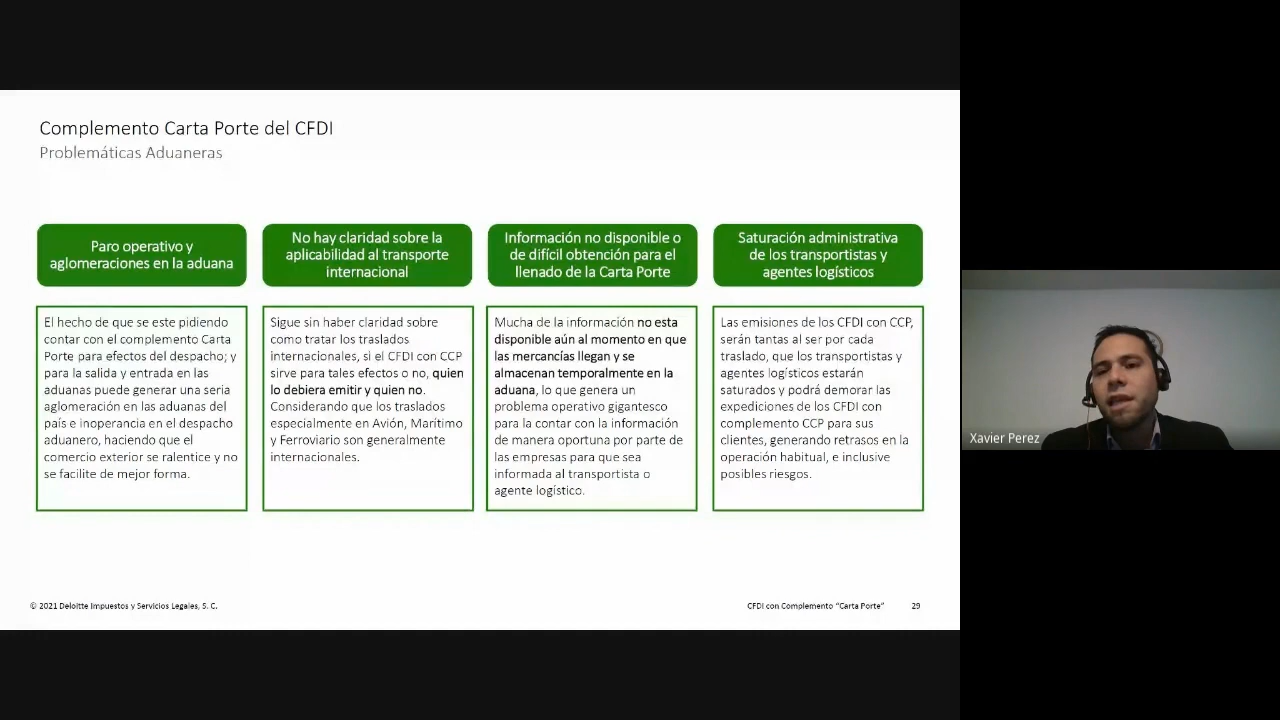 Complemento Carta Porte del CFDI
Problemáticas Aduaneras
Paro operativo y
aglomeraciones en la aduana
El hecho de que se este pidiendo
contar con el complemento Carta
Porte para efectos del despacho; y
para la salida y entrada en las
aduanas puede generar una seria
aglomeración en las aduanas del
país e inoperancia en el despacho
aduanero, haciendo que el
comercio exterior se ralentice y no
se facilite de mejor forma.
No hay claridad sobre la
aplicabilidad al transporte
internacional
Sigue sin haber claridad sobre
como tratar los traslados
internacionales, si el CFDI con CCP
sirve para tales efectos o no, quien
lo debiera emitir y quien no.
Considerando que los traslados
especialmente en Avión, Marítimo
y Ferroviario son generalmente
internacionales.
Información no disponible o
de difícil obtención para el
llenado de la Carta Porte
Mucha de la información no esta
disponible aún al momento en que
las mercancías llegan y se
almacenan temporalmente en la
aduana, lo que genera un
problema operativo gigantesco
para la contar con la información
de manera oportuna por parte de
las empresas para que sea
informada al transportista o
agente logístico.
Saturación administrativa
de los transportistas y
agentes logísticos
Las emisiones de los CFDI con CCP,
serán tantas al ser por cada
traslado, que los transportistas y
agentes logísticos estarán
saturados y podrá demorar las
expediciones de los CFDI con
complemento CCP para sus
clientes, generando retrasos en la
operación habitual, e inclusive
posibles riesgos.
Xavier Perez
© 2021 Deloitte Impuestos y Servicios Legales, S. C.
CFDI con Complemento "Carta Porte"
29